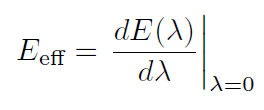 E_eff = dE(λ)/dλ |_{λ=0}